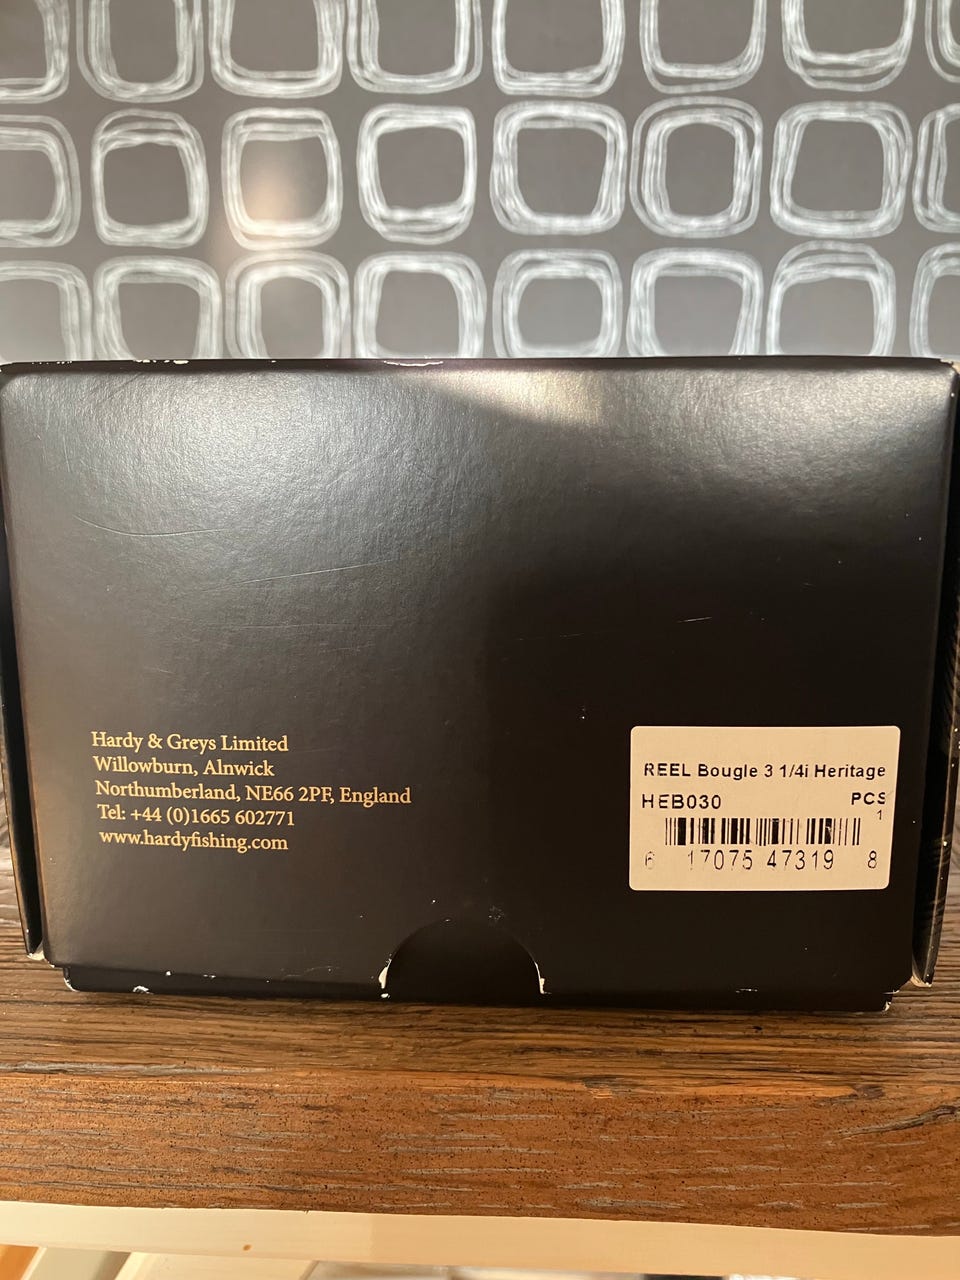 Hardy & Greys Limited
Willowburn, Alnwick
Northumberland, NE66 2PF, England
Tel: +44 (0)1665 602771
www.hardyfishing.com
REEL Bougle 3 1/4i Heritage
HEB030 PCS
1
6 17075 47319 8